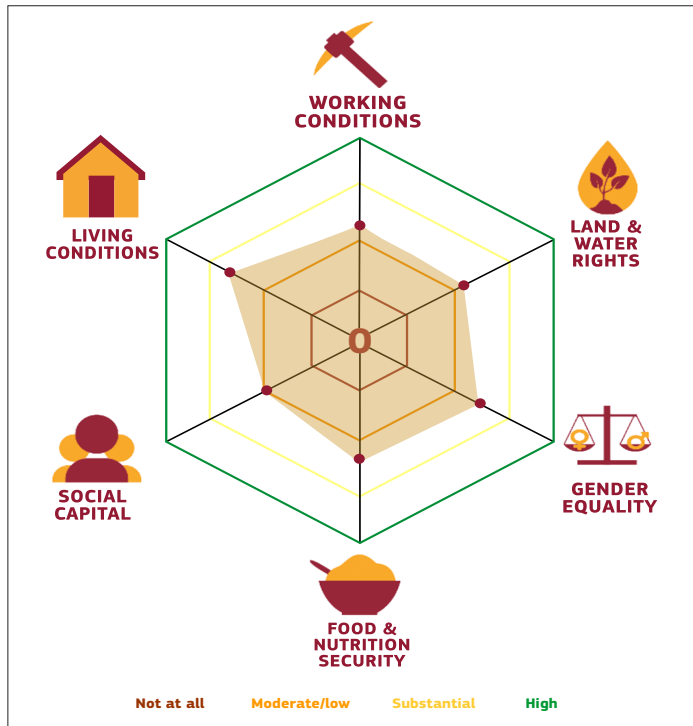 WORKING
CONDITIONS
LIVING
CONDITIONS
LAND &
WATER
RIGHTS
0
SOCIAL
CAPITAL
GENDER
EQUALITY
FOOD &
NUTRITION
SECURITY
Not at all Moderate/low Substantial High